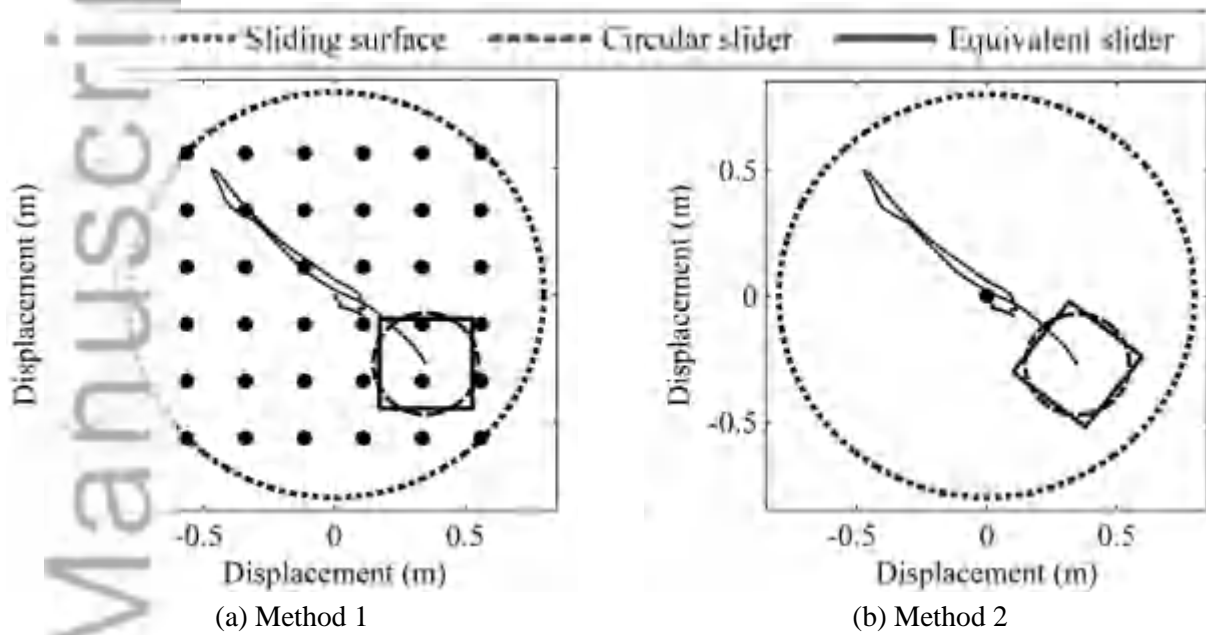 Manuscri
Sliding surface Circular slider Equivalent slider
Displacement (m)
-0.5 0 0.5
Displacement (m)
(a) Method 1
Displacement (m)
0.5
0
-0.5
-0.5 0 0.5
Displacement (m)
(b) Method 2